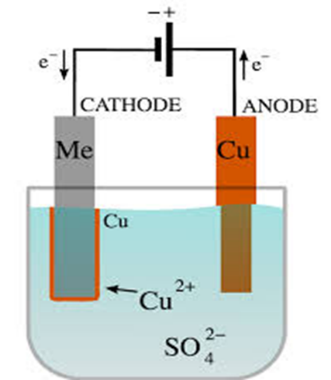 − +
e⁻ e⁻
CATHODE ANODE
Me Cu
Cu
Cu²⁺
SO₄²⁻